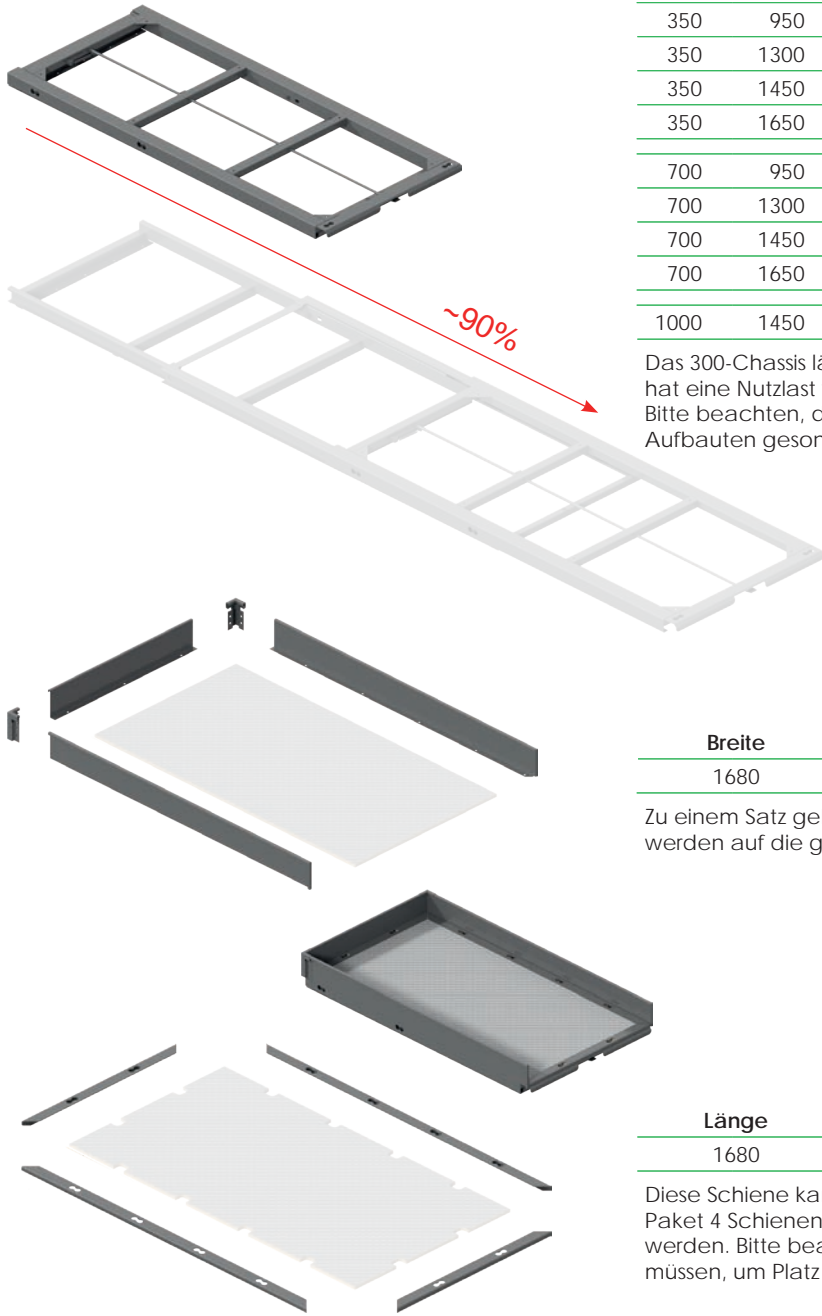 350 950
350 1300
350 1450
350 1650
700 950
700 1300
700 1450
700 1650
1000 1450
Das 300-Chassis lä
hat eine Nutzlast
Bitte beachten, d
Aufbauten geson
~90%
Breite
1680
Zu einem Satz ge
werden auf die g
Länge
1680
Diese Schiene ka
Paket 4 Schienen
werden. Bitte bea
müssen, um Platz